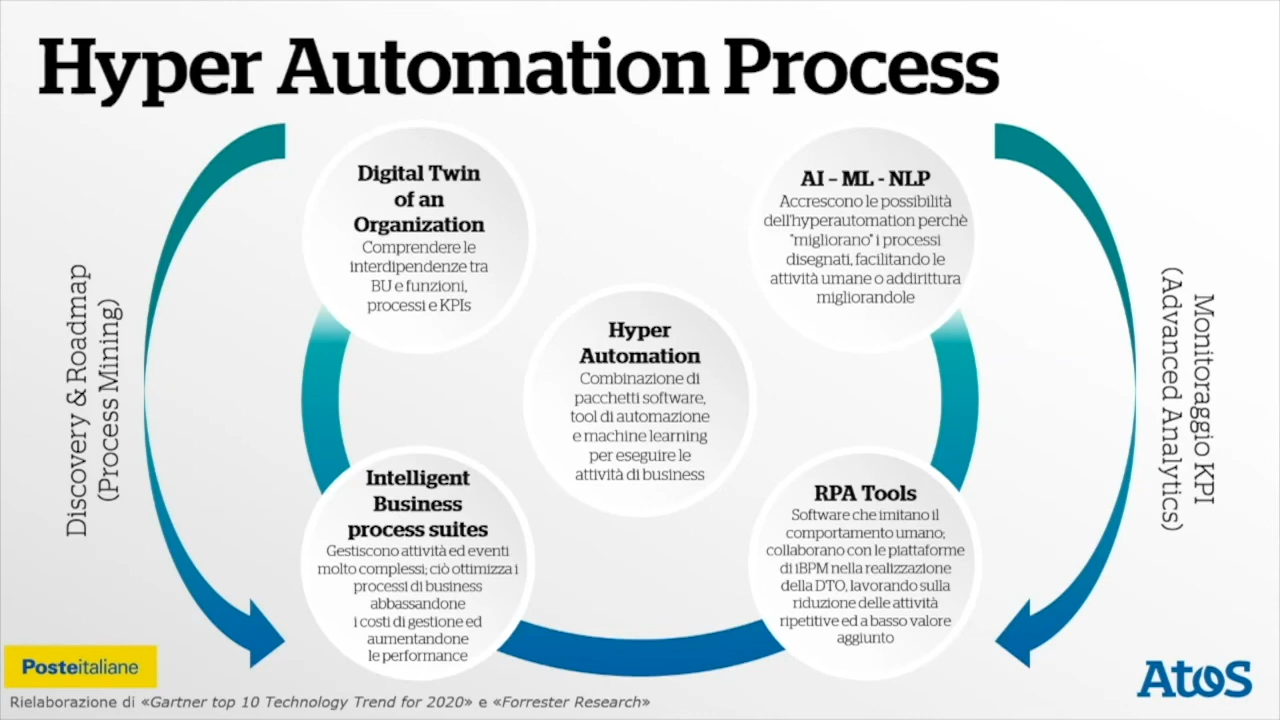 Hyper Automation Process
Digital Twin
of an
Organization
Comprendere le
interdipendenze tra
BU e funzioni,
processi e KPIs
AI – ML - NLP
Accrescono le possibilità
dell'hyperautomation perchè
"migliorano" i processi
disegnati, facilitando le
attività umane o addirittura
migliorandole
Discovery & Roadmap
(Process Mining)
Hyper
Automation
Combinazione di
pacchetti software,
tool di automazione
e machine learning
per eseguire le
attività di business
Monitoraggio KPI
(Advanced Analytics)
Intelligent
Business
process suites
Gestiscono attività ed eventi
molto complessi; ciò ottimizza i
processi di business
abbassandone
i costi di gestione ed
aumentandone
le performance
RPA Tools
Software che imitano il
comportamento umano;
collaborano con le piattaforme
di iBPM nella realizzazione
della DTO, lavorando sulla
riduzione delle attività
ripetitive ed a basso valore
aggiunto
Posteitaliane
Atos
Rielaborazione di «Gartner top 10 Technology Trend for 2020» e «Forrester Research»